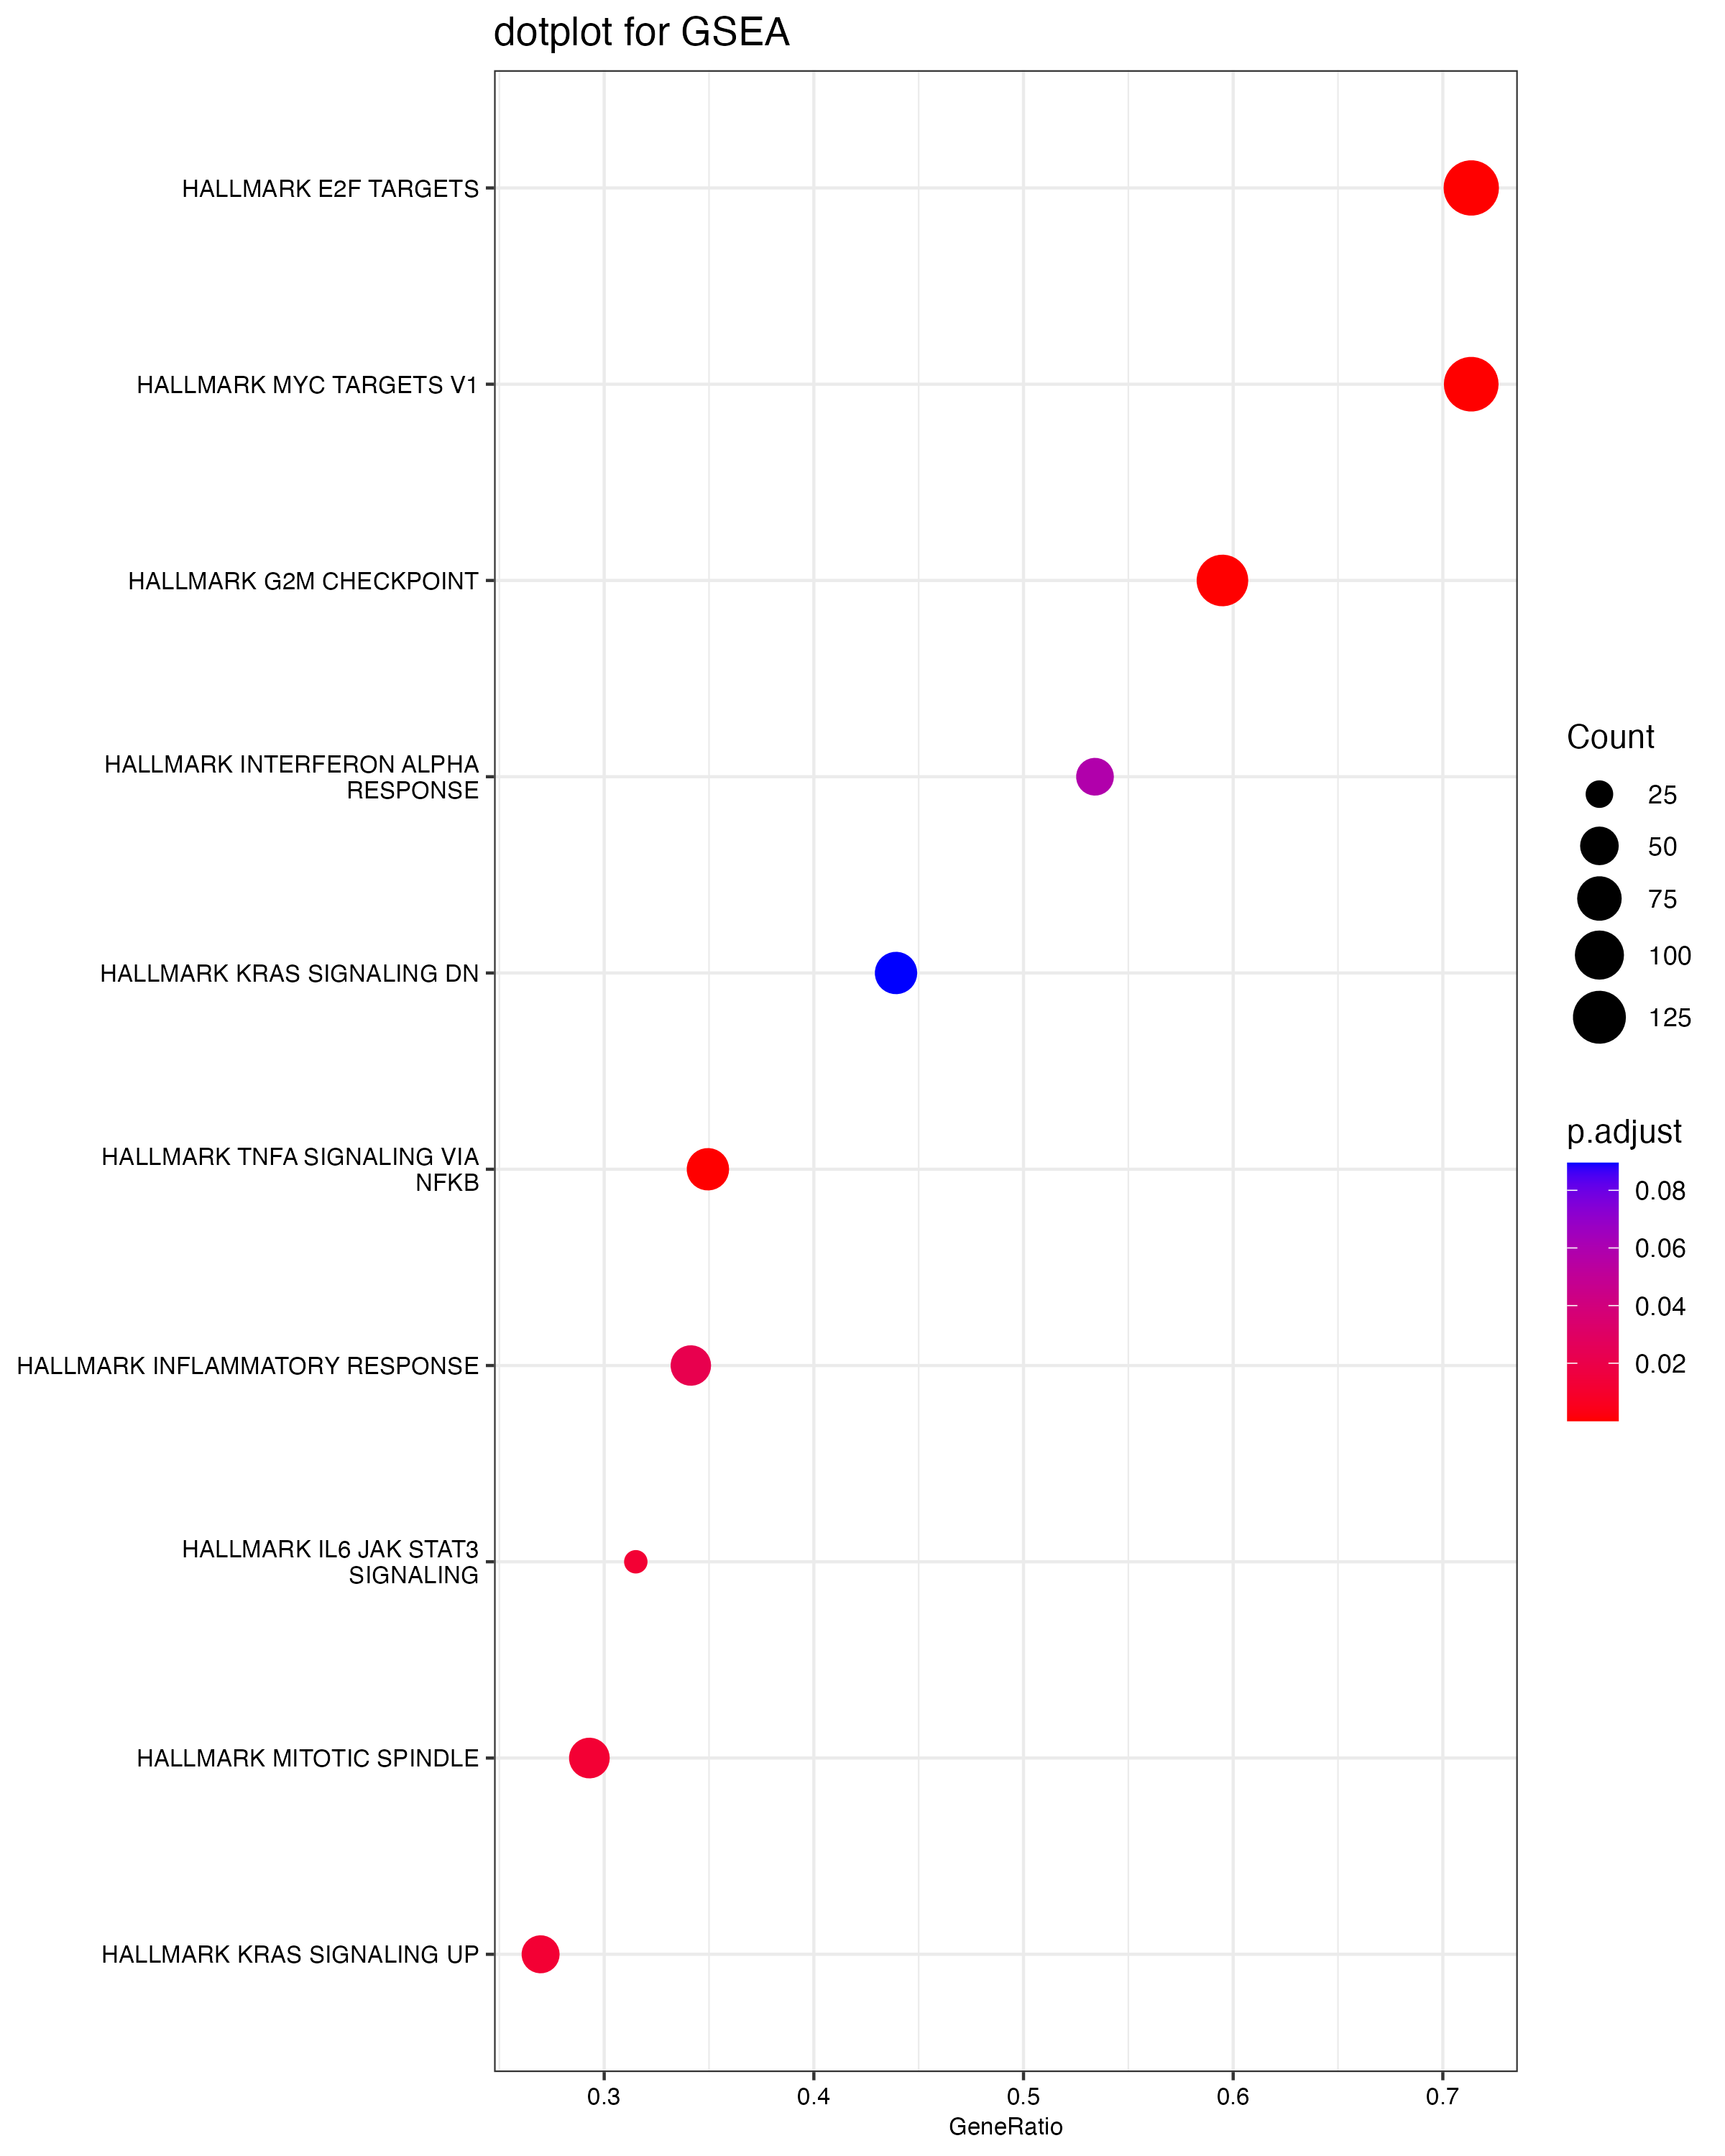 dotplot for GSEA
HALLMARK E2F TARGETS
HALLMARK MYC TARGETS V1
HALLMARK G2M CHECKPOINT
HALLMARK INTERFERON ALPHA
RESPONSE
HALLMARK KRAS SIGNALING DN
HALLMARK TNFA SIGNALING VIA
NFKB
HALLMARK INFLAMMATORY RESPONSE
HALLMARK IL6 JAK STAT3
SIGNALING
HALLMARK MITOTIC SPINDLE
HALLMARK KRAS SIGNALING UP
0.3 0.4 0.5 0.6 0.7
GeneRatio
Count
25
50
75
100
125
p.adjust
0.08
0.06
0.04
0.02